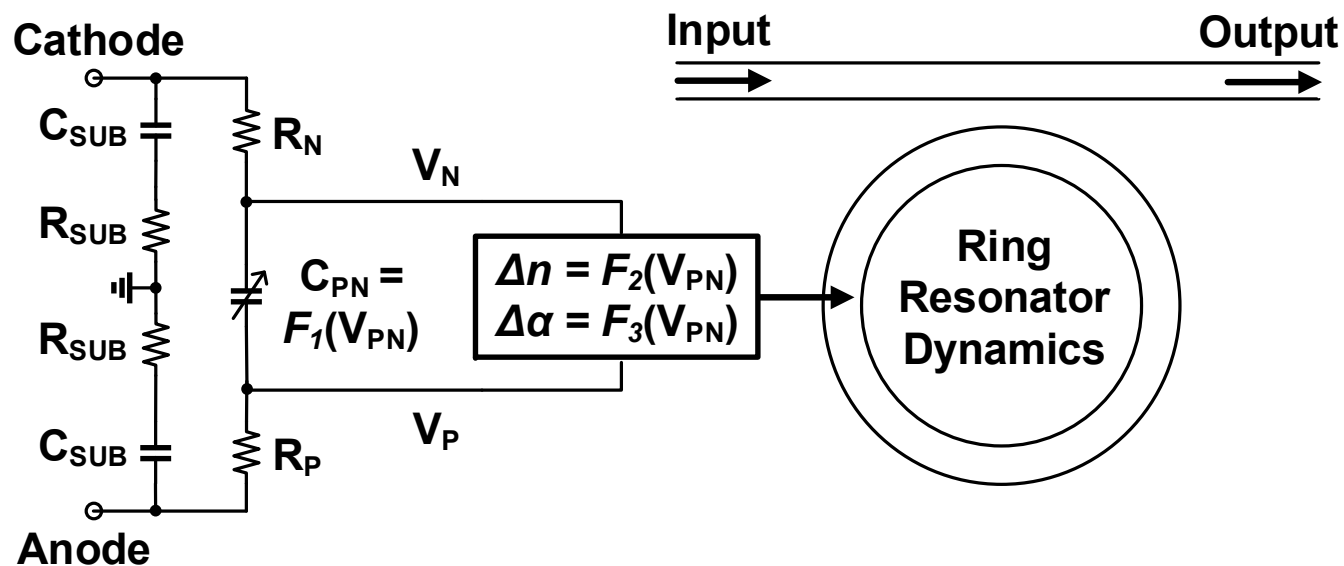 Cathode
Input
Output
C_SUB
R_N
V_N
R_SUB
C_PN =
F_1(V_PN)
Δn = F_2(V_PN)
Δα = F_3(V_PN)
Ring
Resonator
Dynamics
R_SUB
V_P
C_SUB
R_P
Anode